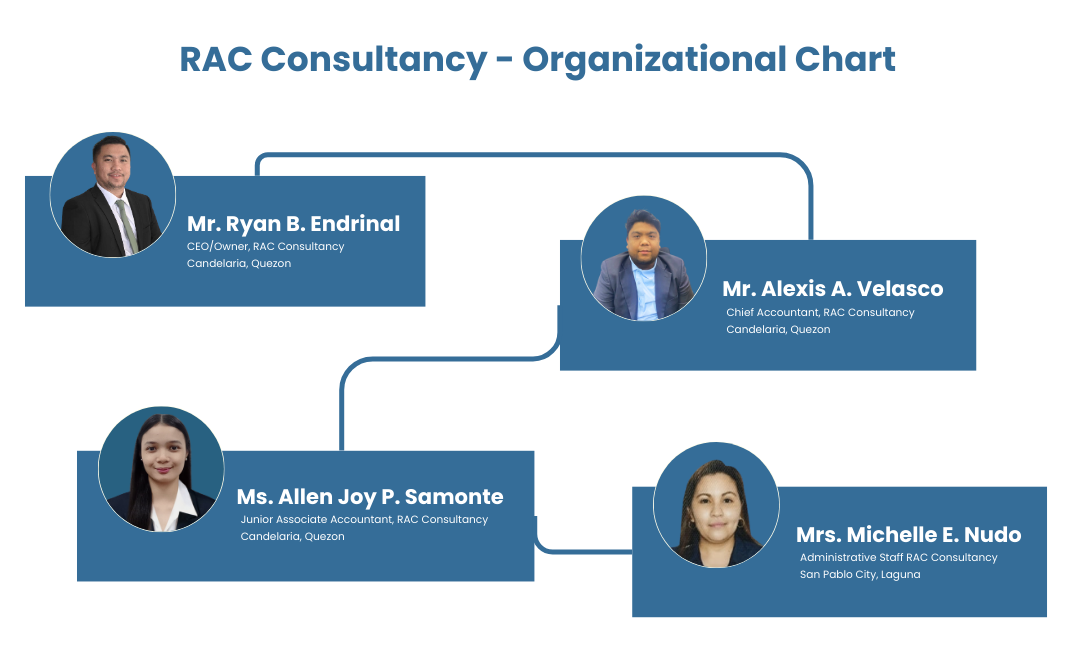 RAC Consultancy - Organizational Chart
Mr. Ryan B. Endrinal
CEO/Owner, RAC Consultancy
Candelaria, Quezon
Mr. Alexis A. Velasco
Chief Accountant, RAC Consultancy
Candelaria, Quezon
Ms. Allen Joy P. Samonte
Junior Associate Accountant, RAC Consultancy
Candelaria, Quezon
Mrs. Michelle E. Nudo
Administrative Staff RAC Consultancy
San Pablo City, Laguna